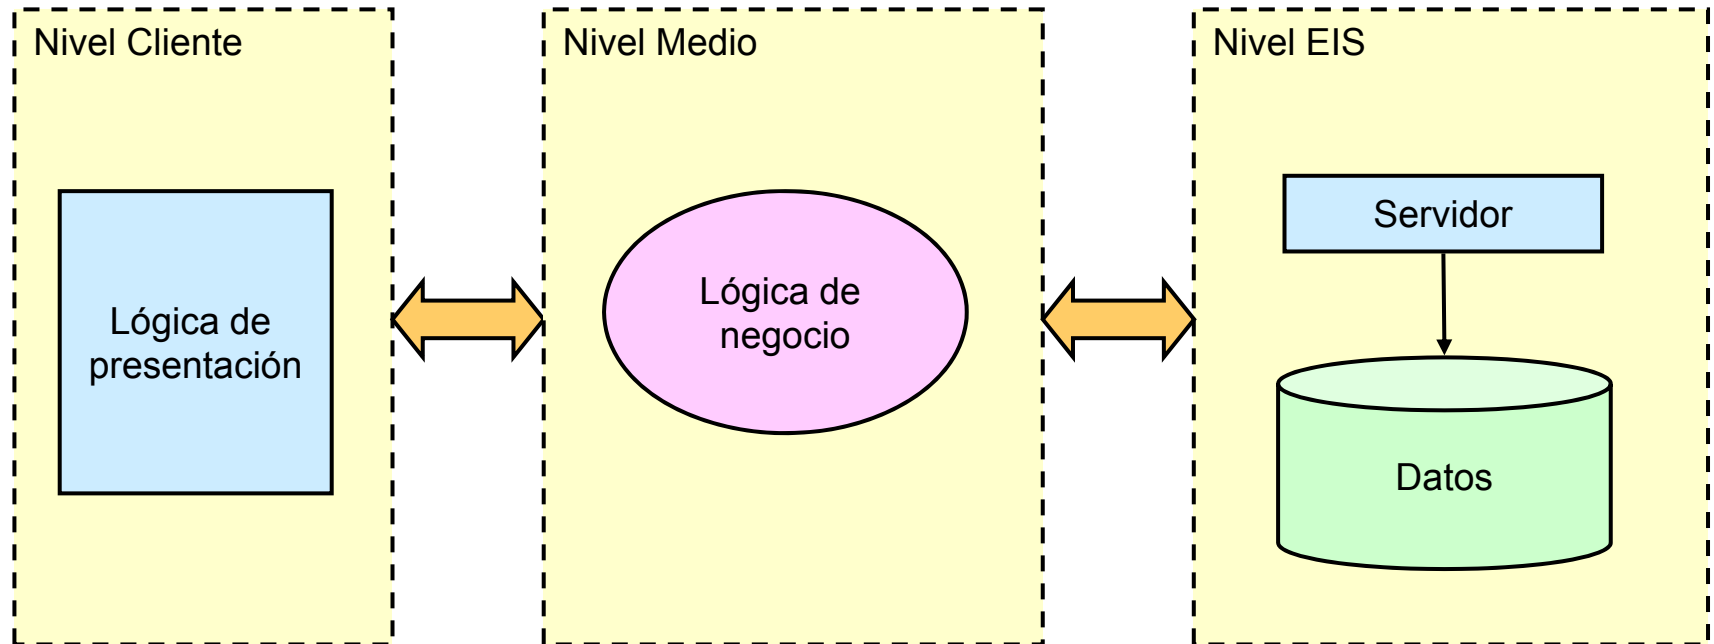 Nivel Cliente
Nivel Medio
Nivel EIS
Lógica de
presentación
Lógica de
negocio
Servidor
Datos